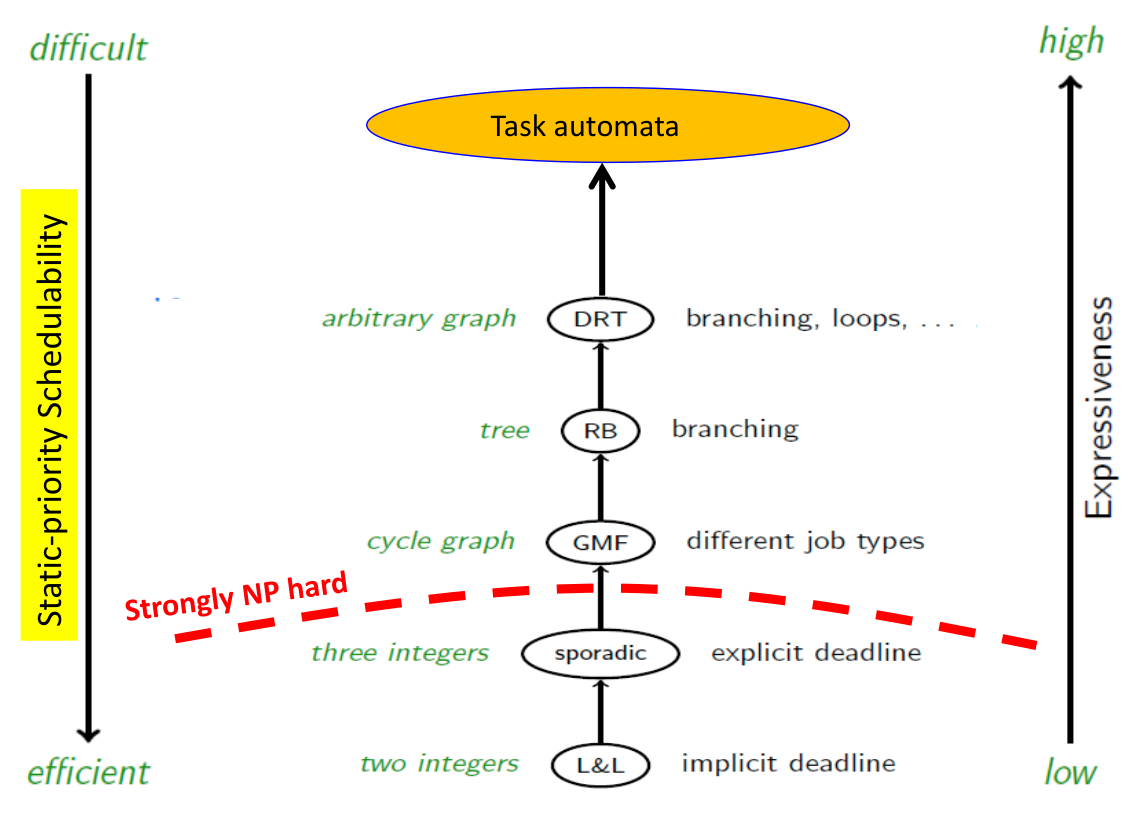 difficult
high
Task automata
Static-priority Schedulability
Expressiveness
arbitrary graph DRT branching, loops, ...
tree RB branching
cycle graph GMF different job types
Strongly NP hard
three integers sporadic explicit deadline
two integers L&L implicit deadline
efficient
low